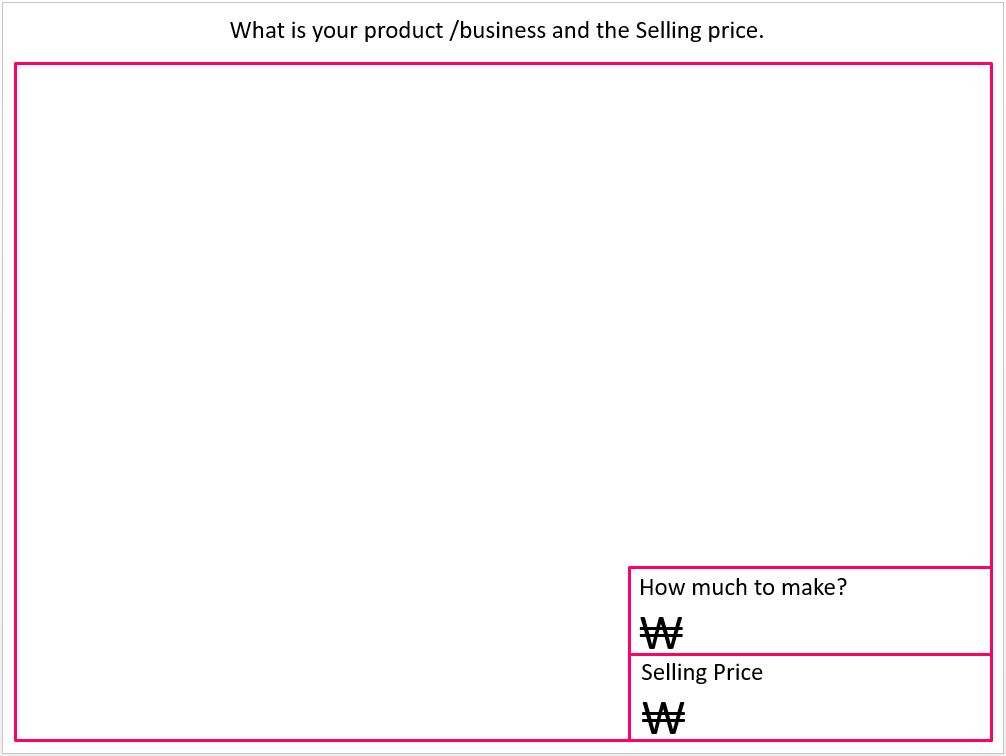 What is your product /business and the Selling price.
How much to make?
₩
Selling Price
₩